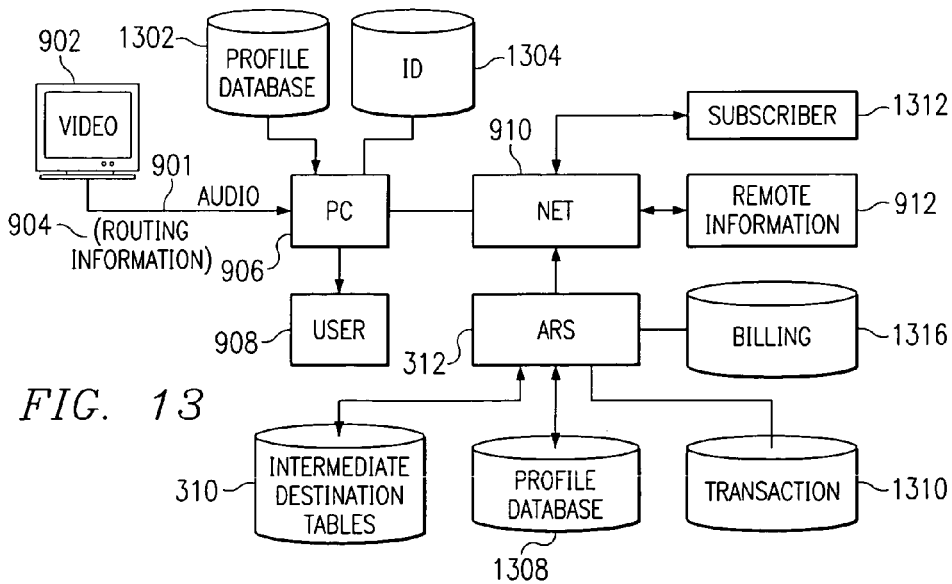 902
VIDEO
1302
PROFILE
DATABASE
ID
1304
910
SUBSCRIBER
1312
901
AUDIO
904
(ROUTING
INFORMATION)
PC
906
NET
REMOTE
INFORMATION
912
USER
908
ARS
312
BILLING
1316
FIG. 13
310
INTERMEDIATE
DESTINATION
TABLES
PROFILE
DATABASE
1308
TRANSACTION
1310